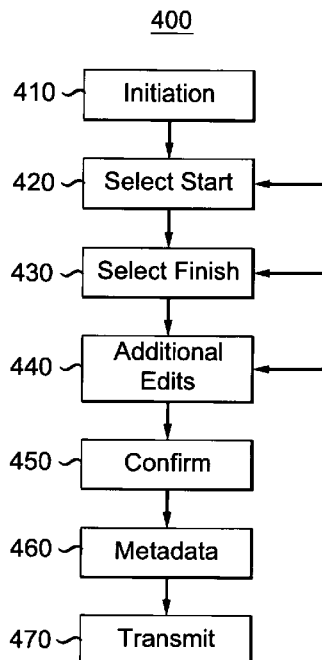 400
410 Initiation
420 Select Start
430 Select Finish
440 Additional
Edits
450 Confirm
460 Metadata
470 Transmit